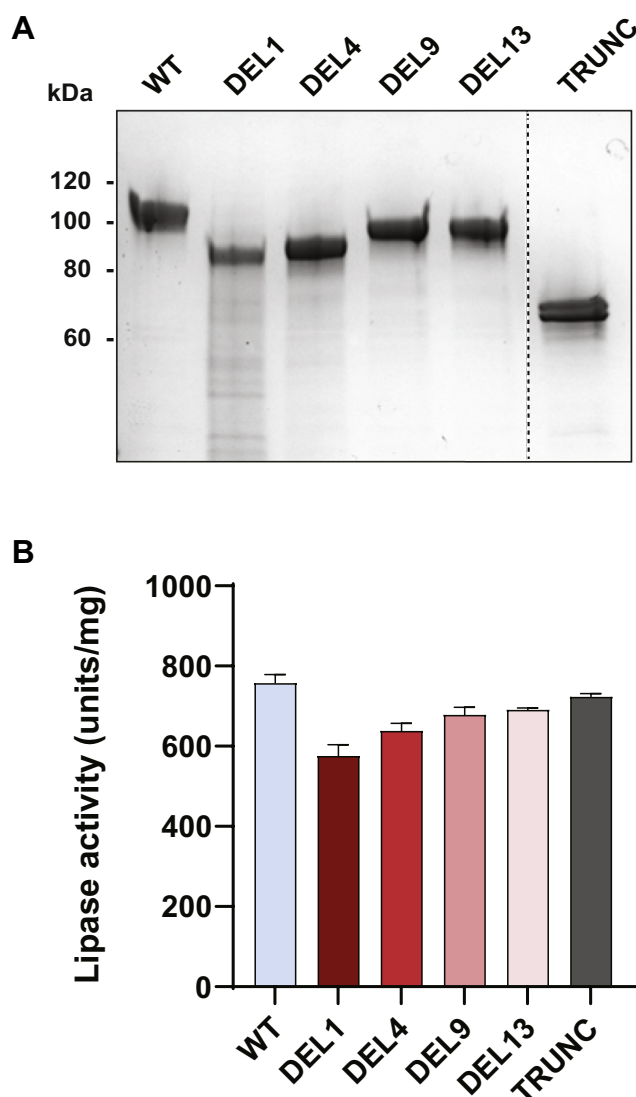 A
WT DEL1 DEL4 DEL9 DEL13 TRUNC
kDa
120 -
100 -
80 -
60 -
B
Lipase activity (units/mg)
1000
800
600
400
200
0
WT DEL1 DEL4 DEL9 DEL13 TRUNC